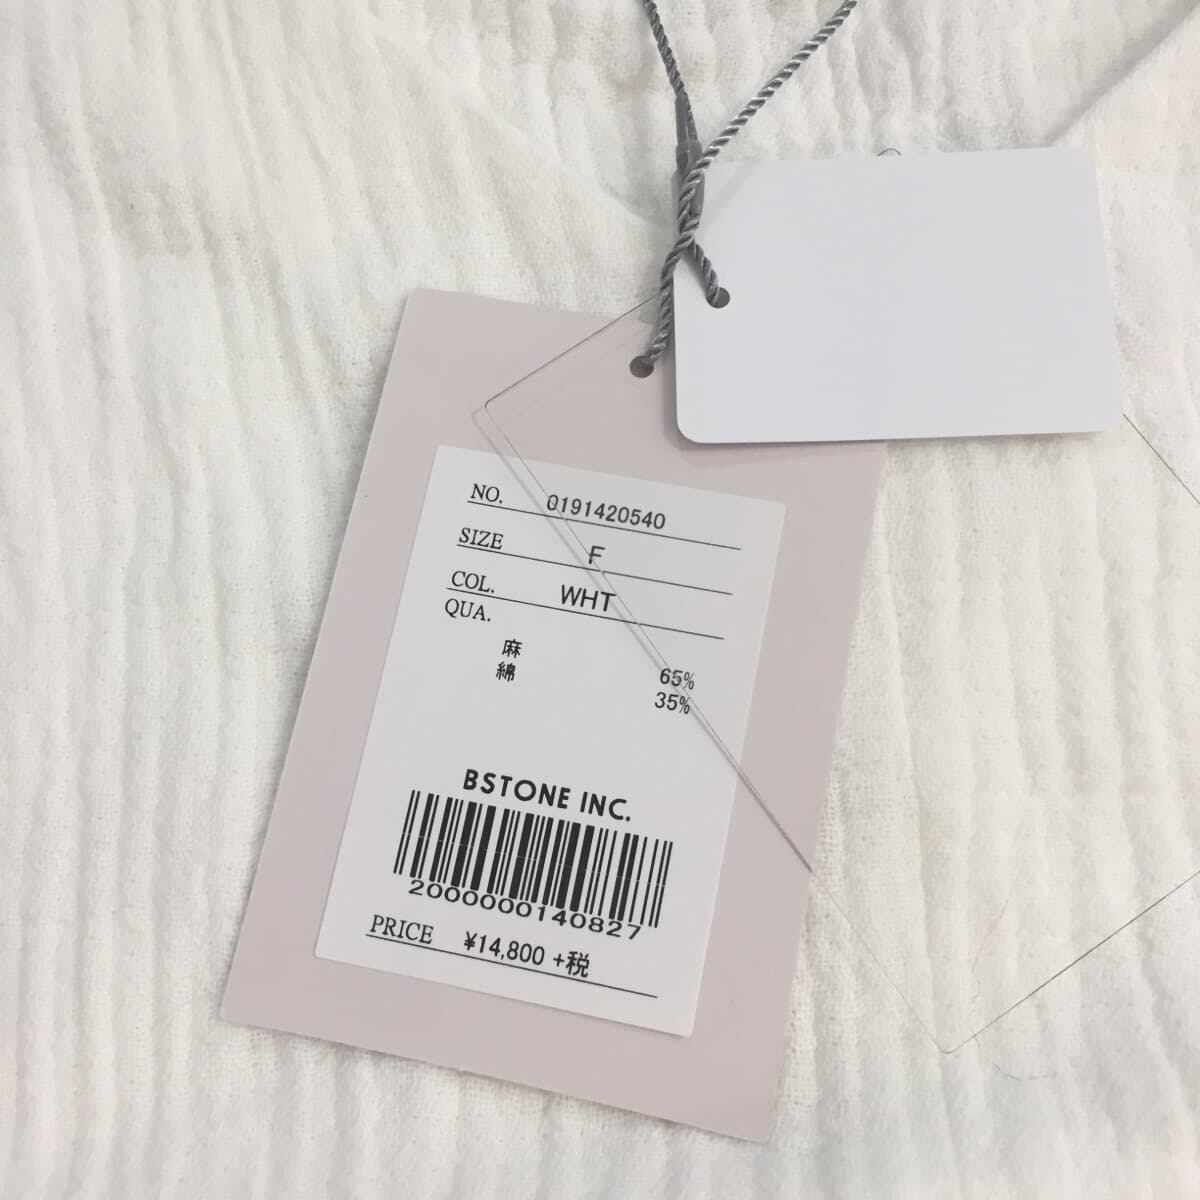 NO. 0191420540
SIZE F
COL. WHT
QUA.
麻 65%
綿 35%
BSTONE INC.
2000000140827
PRICE ¥14,800 +税